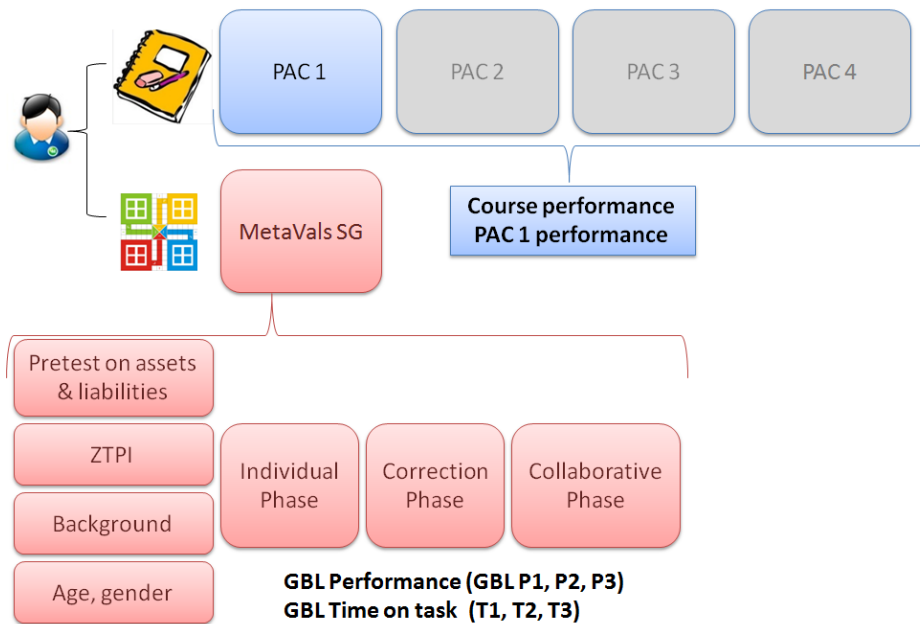 PAC 1
PAC 2
PAC 3
PAC 4
Course performance
PAC 1 performance
MetaVals SG
Pretest on assets
& liabilities
ZTPI
Background
Age, gender
Individual
Phase
Correction
Phase
Collaborative
Phase
GBL Performance (GBL P1, P2, P3)
GBL Time on task (T1, T2, T3)